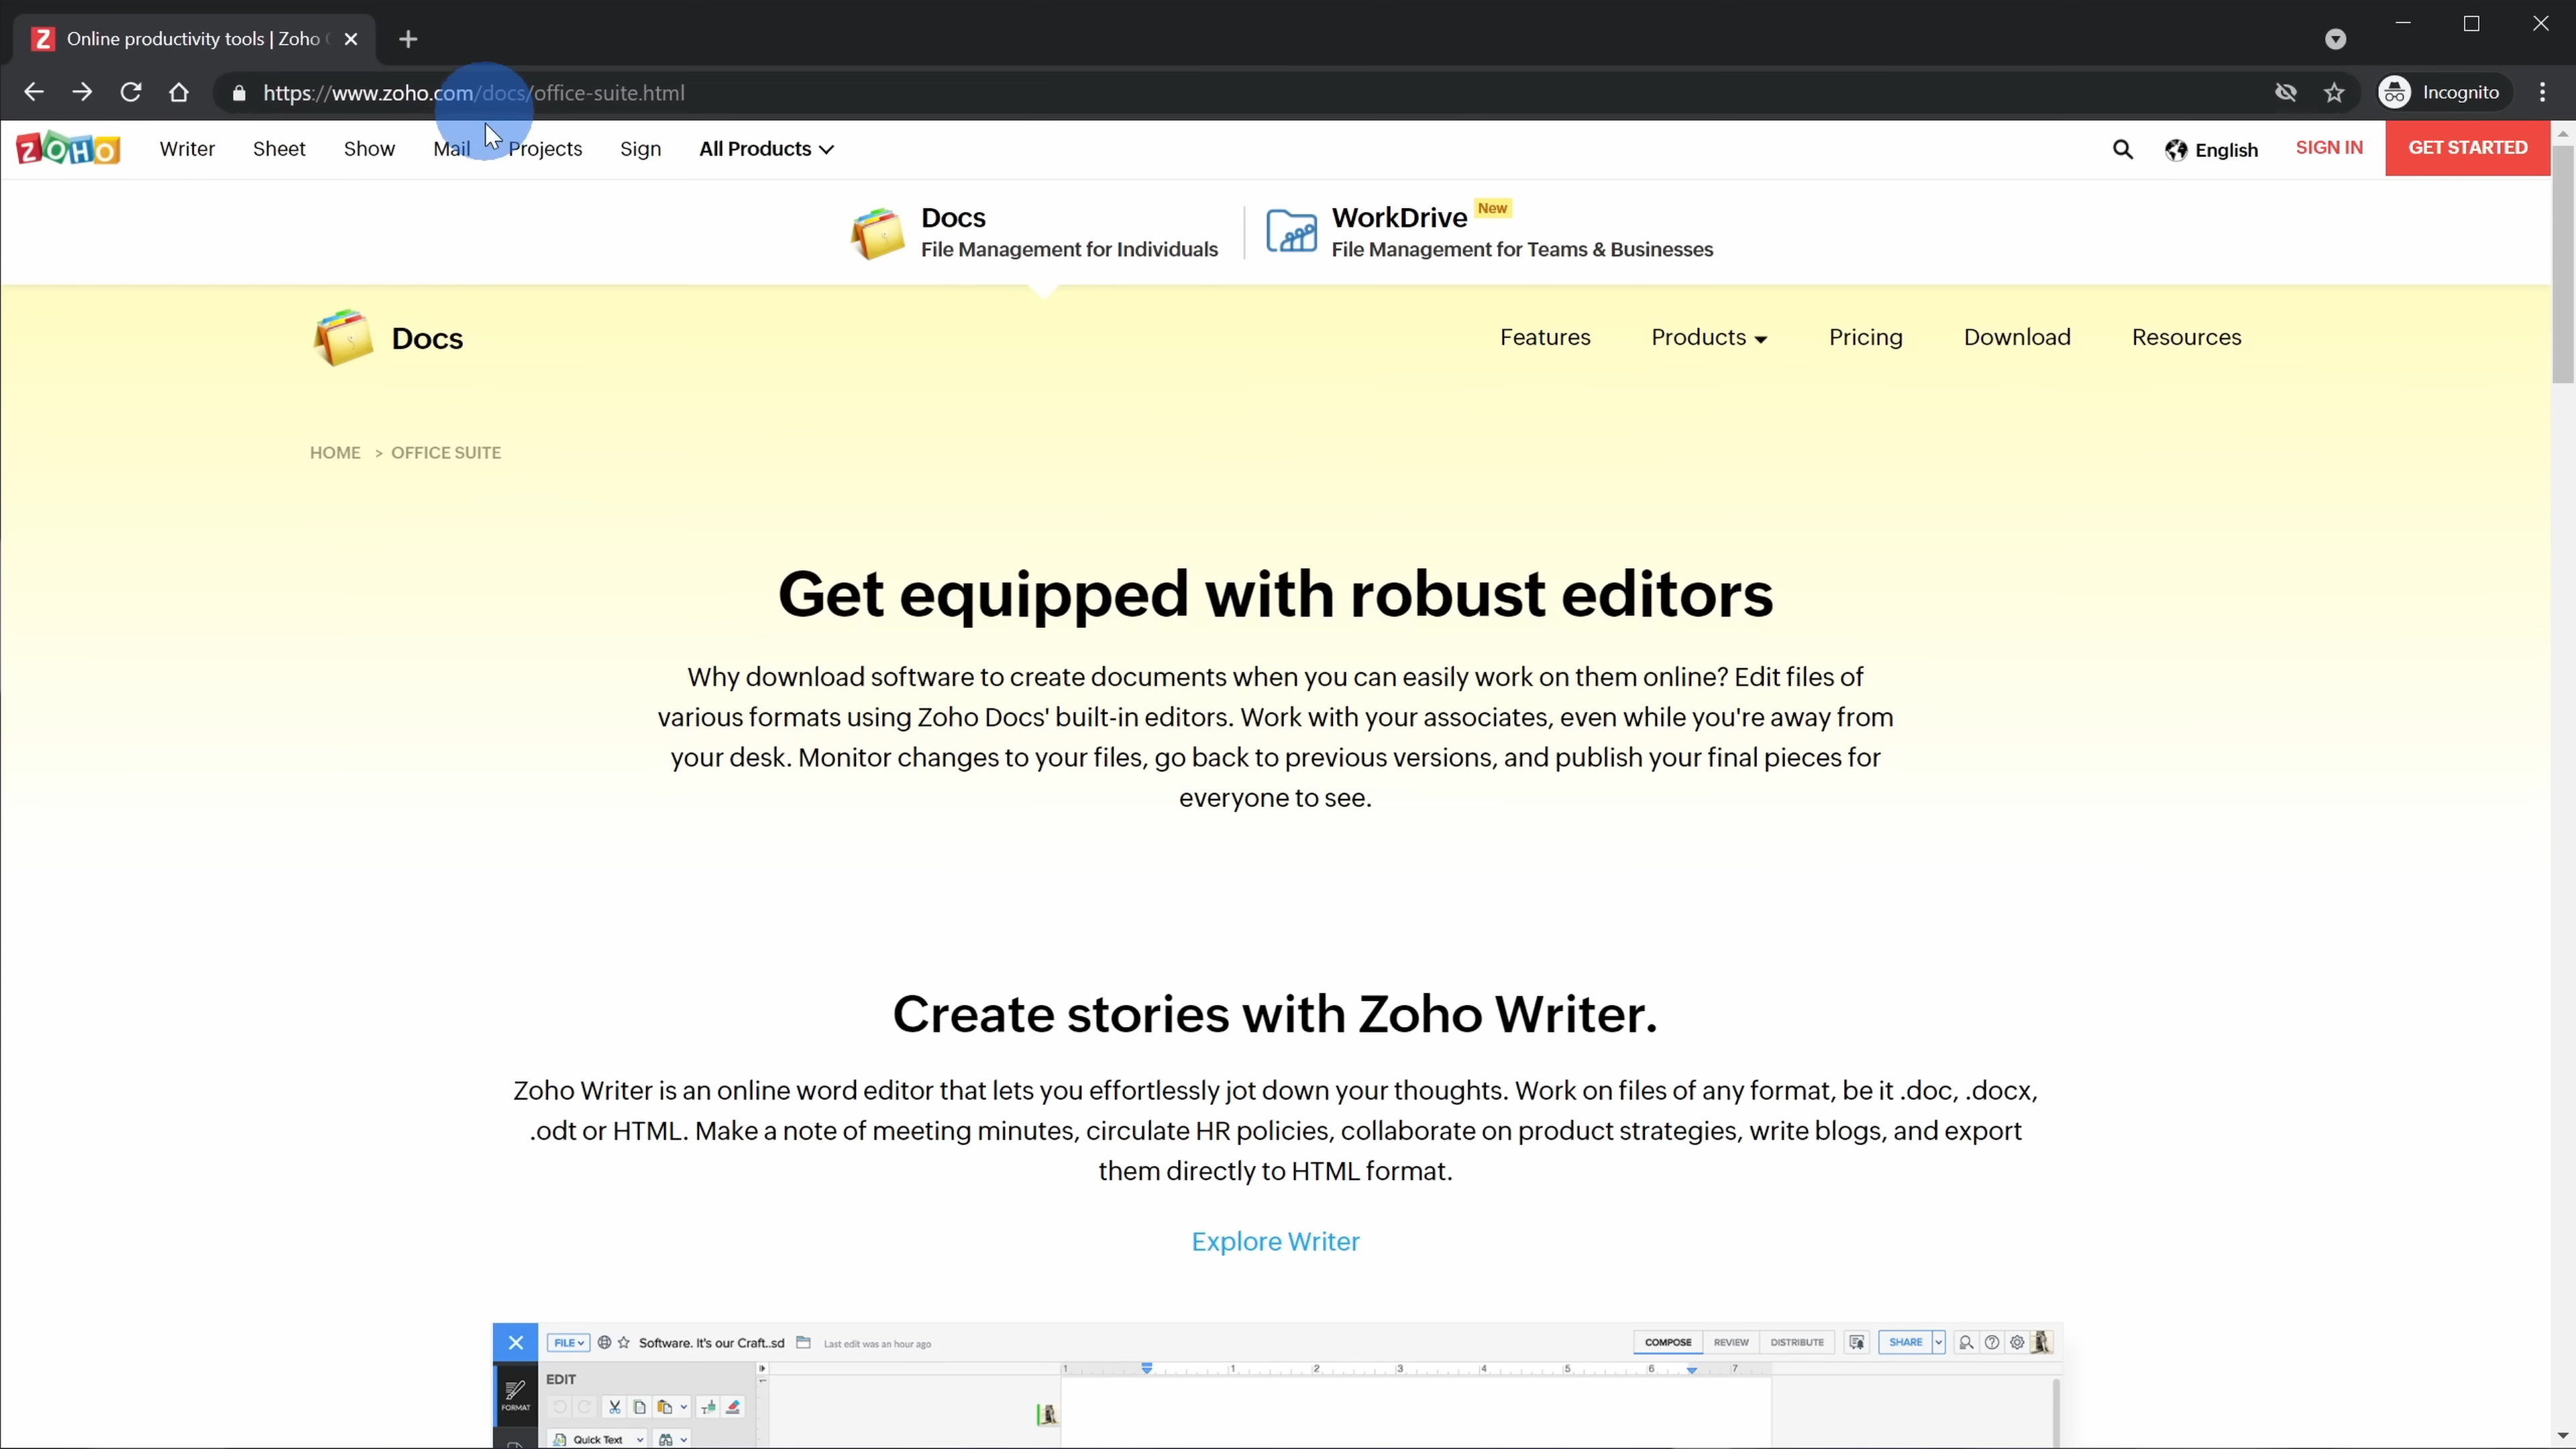 Online productivity tools | Zoho
https://www.zoho.com/docs/office-suite.html
Incognito
ZOHO
Writer
Sheet
Show
Mail
Projects
Sign
All Products
English
SIGN IN
GET STARTED
Docs
File Management for Individuals
WorkDrive
New
File Management for Teams & Businesses
Docs
Features
Products
Pricing
Download
Resources
HOME > OFFICE SUITE
Get equipped with robust editors
Why download software to create documents when you can easily work on them online? Edit files of
various formats using Zoho Docs' built-in editors. Work with your associates, even while you're away from
your desk. Monitor changes to your files, go back to previous versions, and publish your final pieces for
everyone to see.
Create stories with Zoho Writer.
Zoho Writer is an online word editor that lets you effortlessly jot down your thoughts. Work on files of any format, be it .doc, .docx,
.odt or HTML. Make a note of meeting minutes, circulate HR policies, collaborate on product strategies, write blogs, and export
them directly to HTML format.
Explore Writer
FILE
Software. It's our Craft..sd
Last edit was an hour ago
COMPOSE
REVIEW
DISTRIBUTE
SHARE
1 1 2 3 4 5 6 7
EDIT
FORMAT
Quick Text